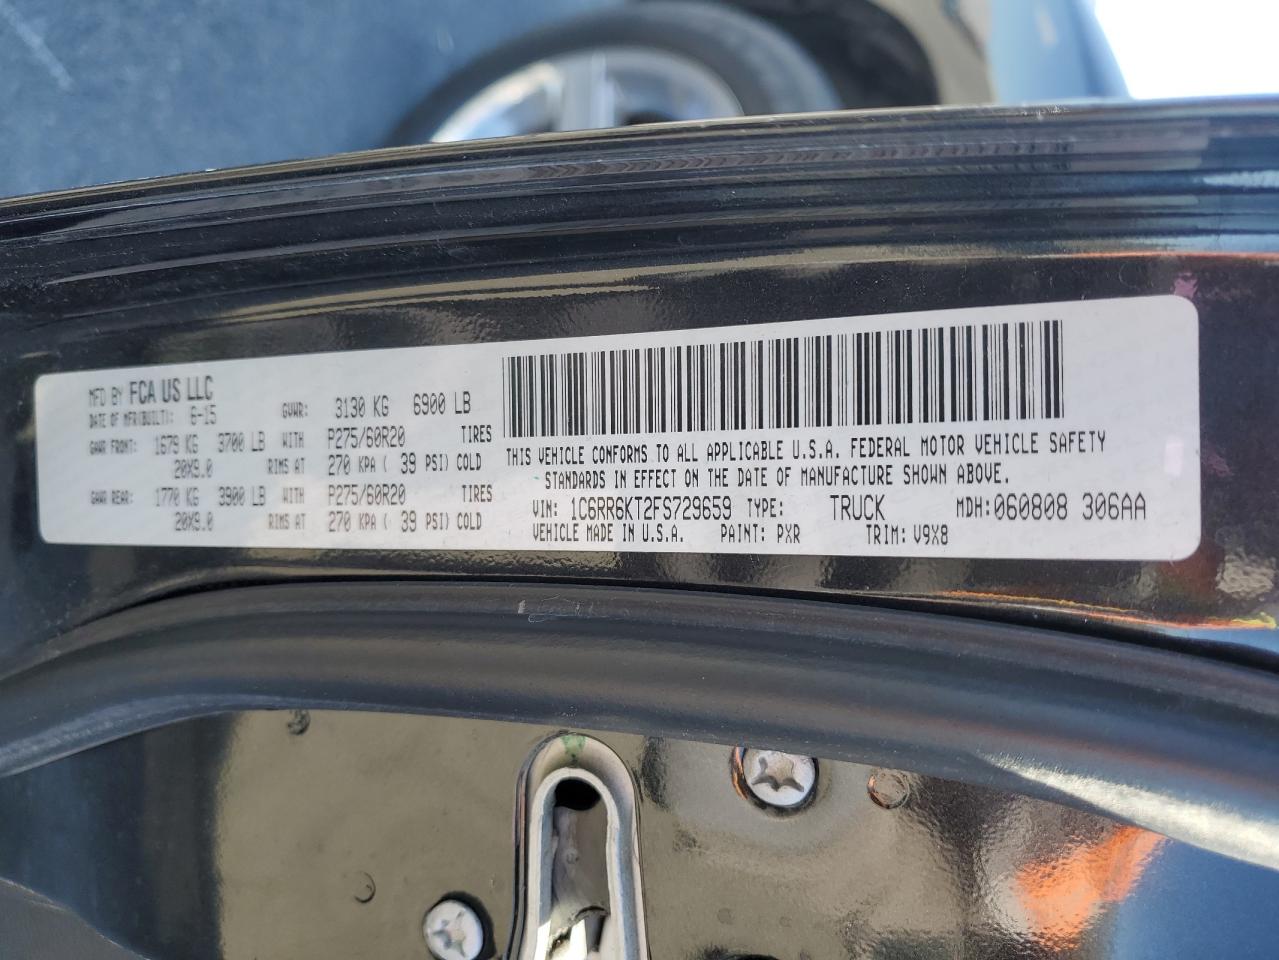 MFD BY FCA US LLC
DATE OF MFR(BUILT): 6-15 GVWR: 3130 KG 6900 LB
GAWR FRONT: 1679 KG 3700 LB WITH P275/60R20 TIRES
20X9.0 RIMS AT 270 KPA ( 39 PSI) COLD
GAWR REAR: 1770 KG 3900 LB WITH P275/60R20 TIRES
20X9.0 RIMS AT 270 KPA ( 39 PSI) COLD
THIS VEHICLE CONFORMS TO ALL APPLICABLE U.S.A. FEDERAL MOTOR VEHICLE SAFETY
STANDARDS IN EFFECT ON THE DATE OF MANUFACTURE SHOWN ABOVE.
VIN: 1C6RR6KT2FS729659 TYPE: TRUCK MDH:060808 306AA
VEHICLE MADE IN U.S.A. PAINT: PXR TRIM: V9X8